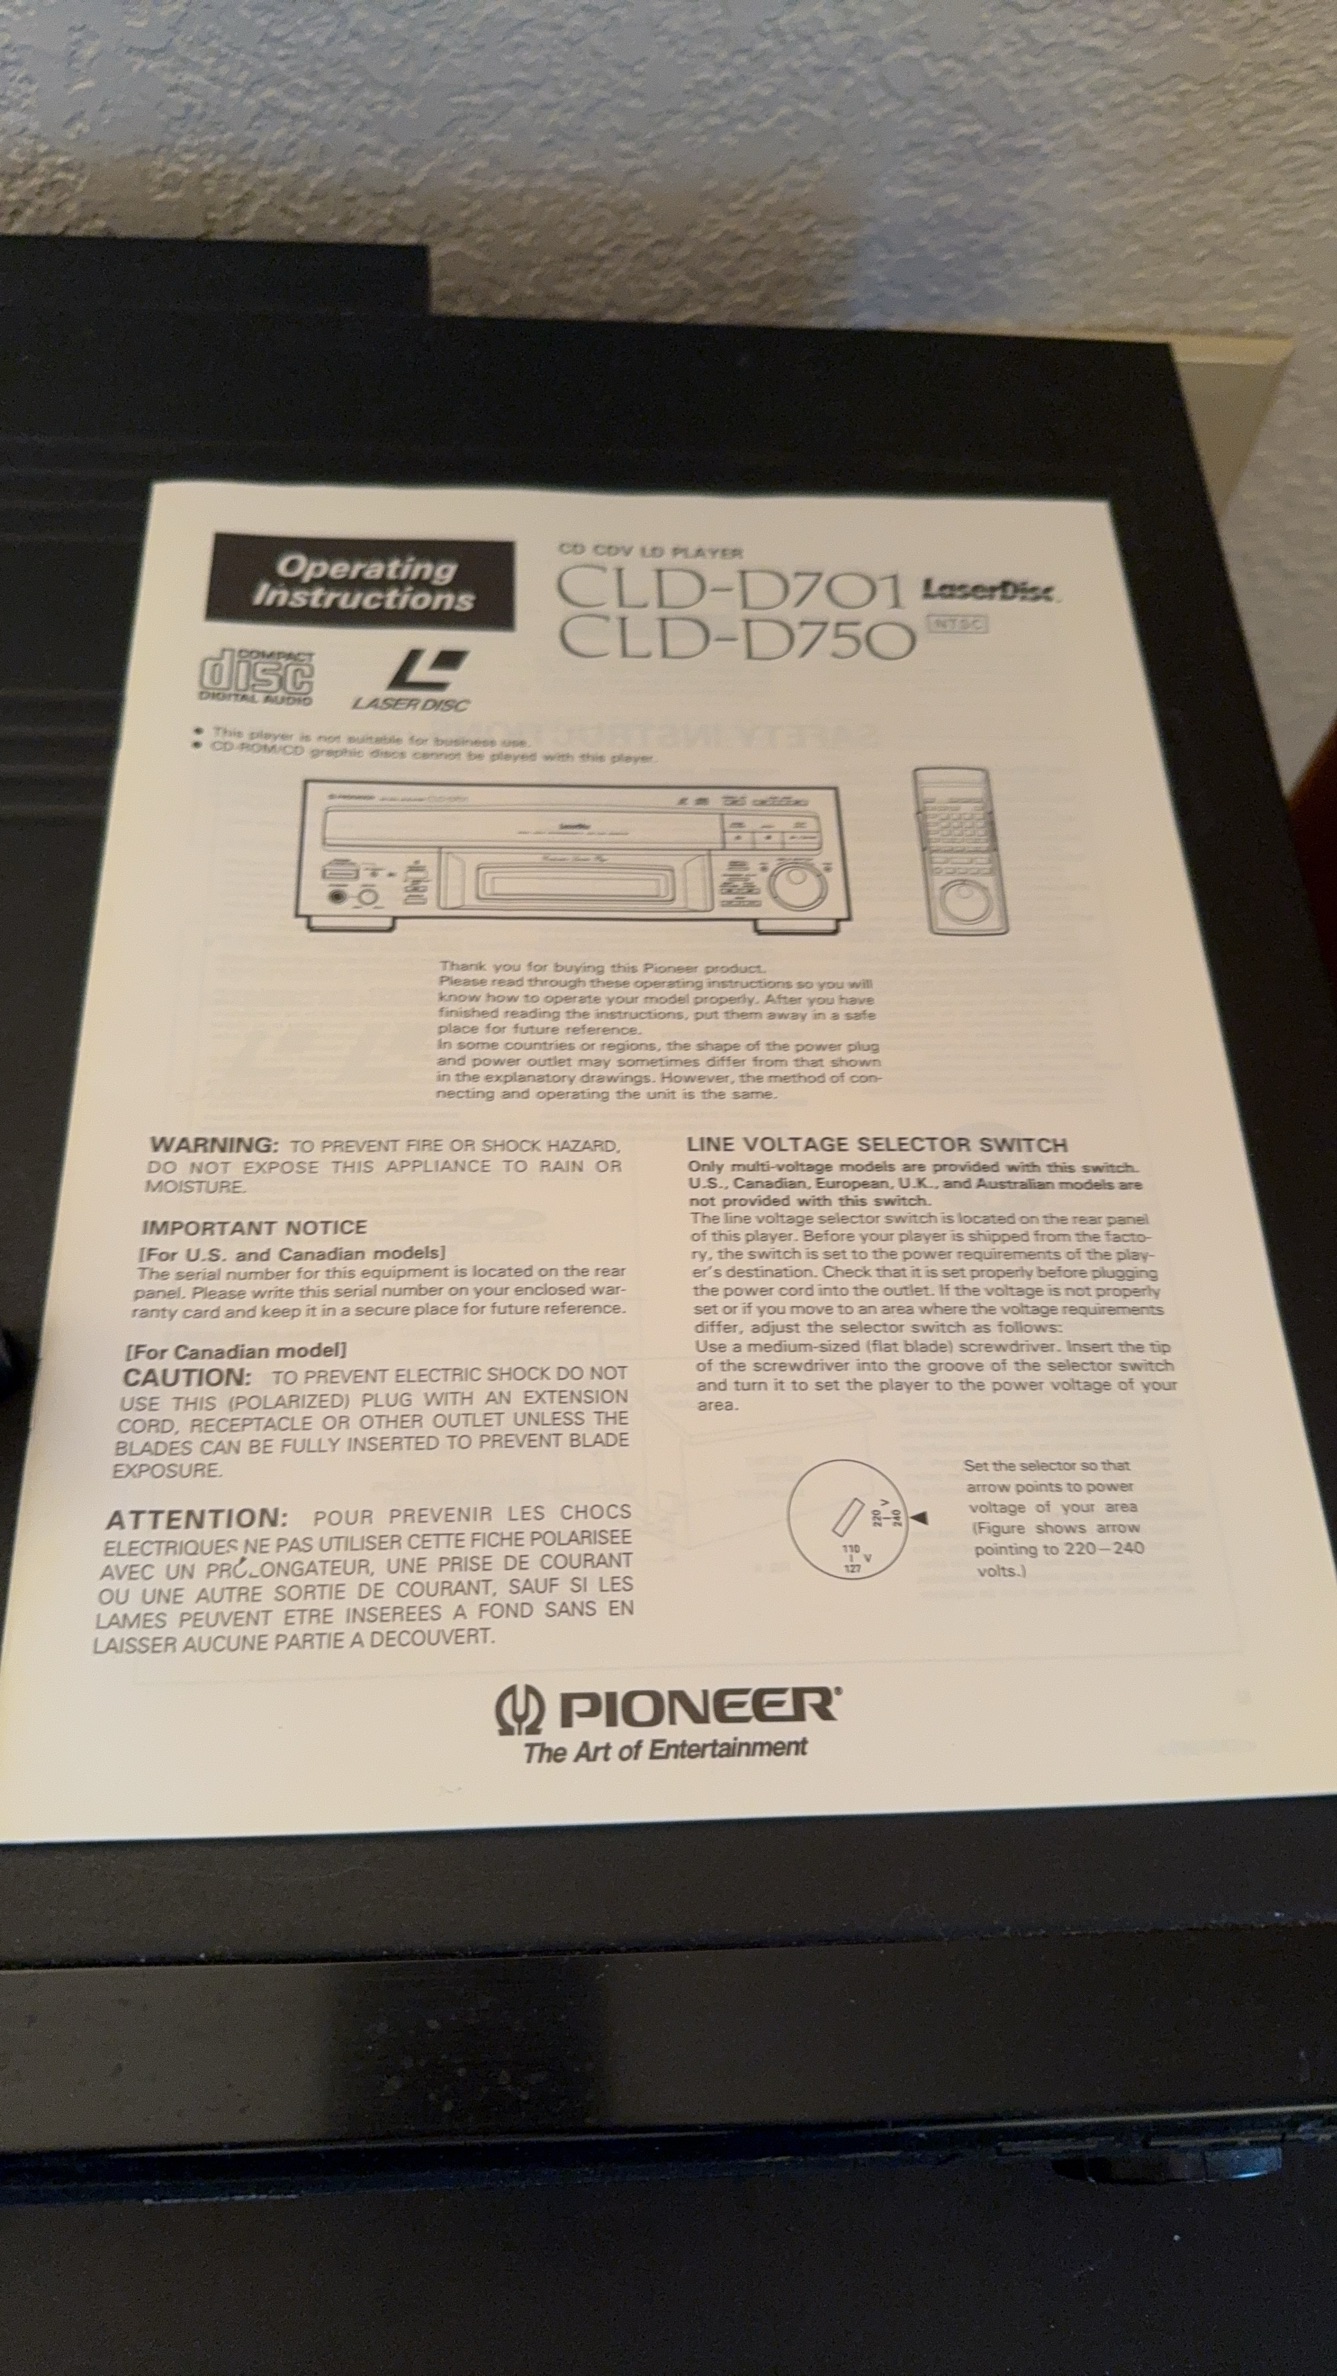 Operating
Instructions
CD CDV LD PLAYER
CLD-D701
LaserDisc
CLD-D750
NTSC
COMPACT
disc
DIGITAL AUDIO
LASER DISC
● This player is not suitable for business use.
● CD-ROM/CD graphic discs cannot be played with this player.
Thank you for buying this Pioneer product.
Please read through these operating instructions so you will
know how to operate your model properly. After you have
finished reading the instructions, put them away in a safe
place for future reference.
In some countries or regions, the shape of the power plug
and power outlet may sometimes differ from that shown
in the explanatory drawings. However, the method of con-
necting and operating the unit is the same.
WARNING: TO PREVENT FIRE OR SHOCK HAZARD,
DO NOT EXPOSE THIS APPLIANCE TO RAIN OR
MOISTURE.
IMPORTANT NOTICE
[For U.S. and Canadian models]
The serial number for this equipment is located on the rear
panel. Please write this serial number on your enclosed war-
ranty card and keep it in a secure place for future reference.
[For Canadian model]
CAUTION: TO PREVENT ELECTRIC SHOCK DO NOT
USE THIS (POLARIZED) PLUG WITH AN EXTENSION
CORD, RECEPTACLE OR OTHER OUTLET UNLESS THE
BLADES CAN BE FULLY INSERTED TO PREVENT BLADE
EXPOSURE.
ATTENTION: POUR PREVENIR LES CHOCS
ELECTRIQUES NE PAS UTILISER CETTE FICHE POLARISEE
AVEC UN PROLONGATEUR, UNE PRISE DE COURANT
OU UNE AUTRE SORTIE DE COURANT, SAUF SI LES
LAMES PEUVENT ETRE INSEREES A FOND SANS EN
LAISSER AUCUNE PARTIE A DECOUVERT.
LINE VOLTAGE SELECTOR SWITCH
Only multi-voltage models are provided with this switch.
U.S., Canadian, European, U.K., and Australian models are
not provided with this switch.
The line voltage selector switch is located on the rear panel
of this player. Before your player is shipped from the facto-
ry, the switch is set to the power requirements of the play-
er's destination. Check that it is set properly before plugging
the power cord into the outlet. If the voltage is not properly
set or if you move to an area where the voltage requirements
differ, adjust the selector switch as follows:
Use a medium-sized (flat blade) screwdriver. Insert the tip
of the screwdriver into the groove of the selector switch
and turn it to set the player to the power voltage of your
area.
220
240
V
110
127
V
Set the selector so that
arrow points to power
voltage of your area
(Figure shows arrow
pointing to 220–240
volts.)
PIONEER®
The Art of Entertainment